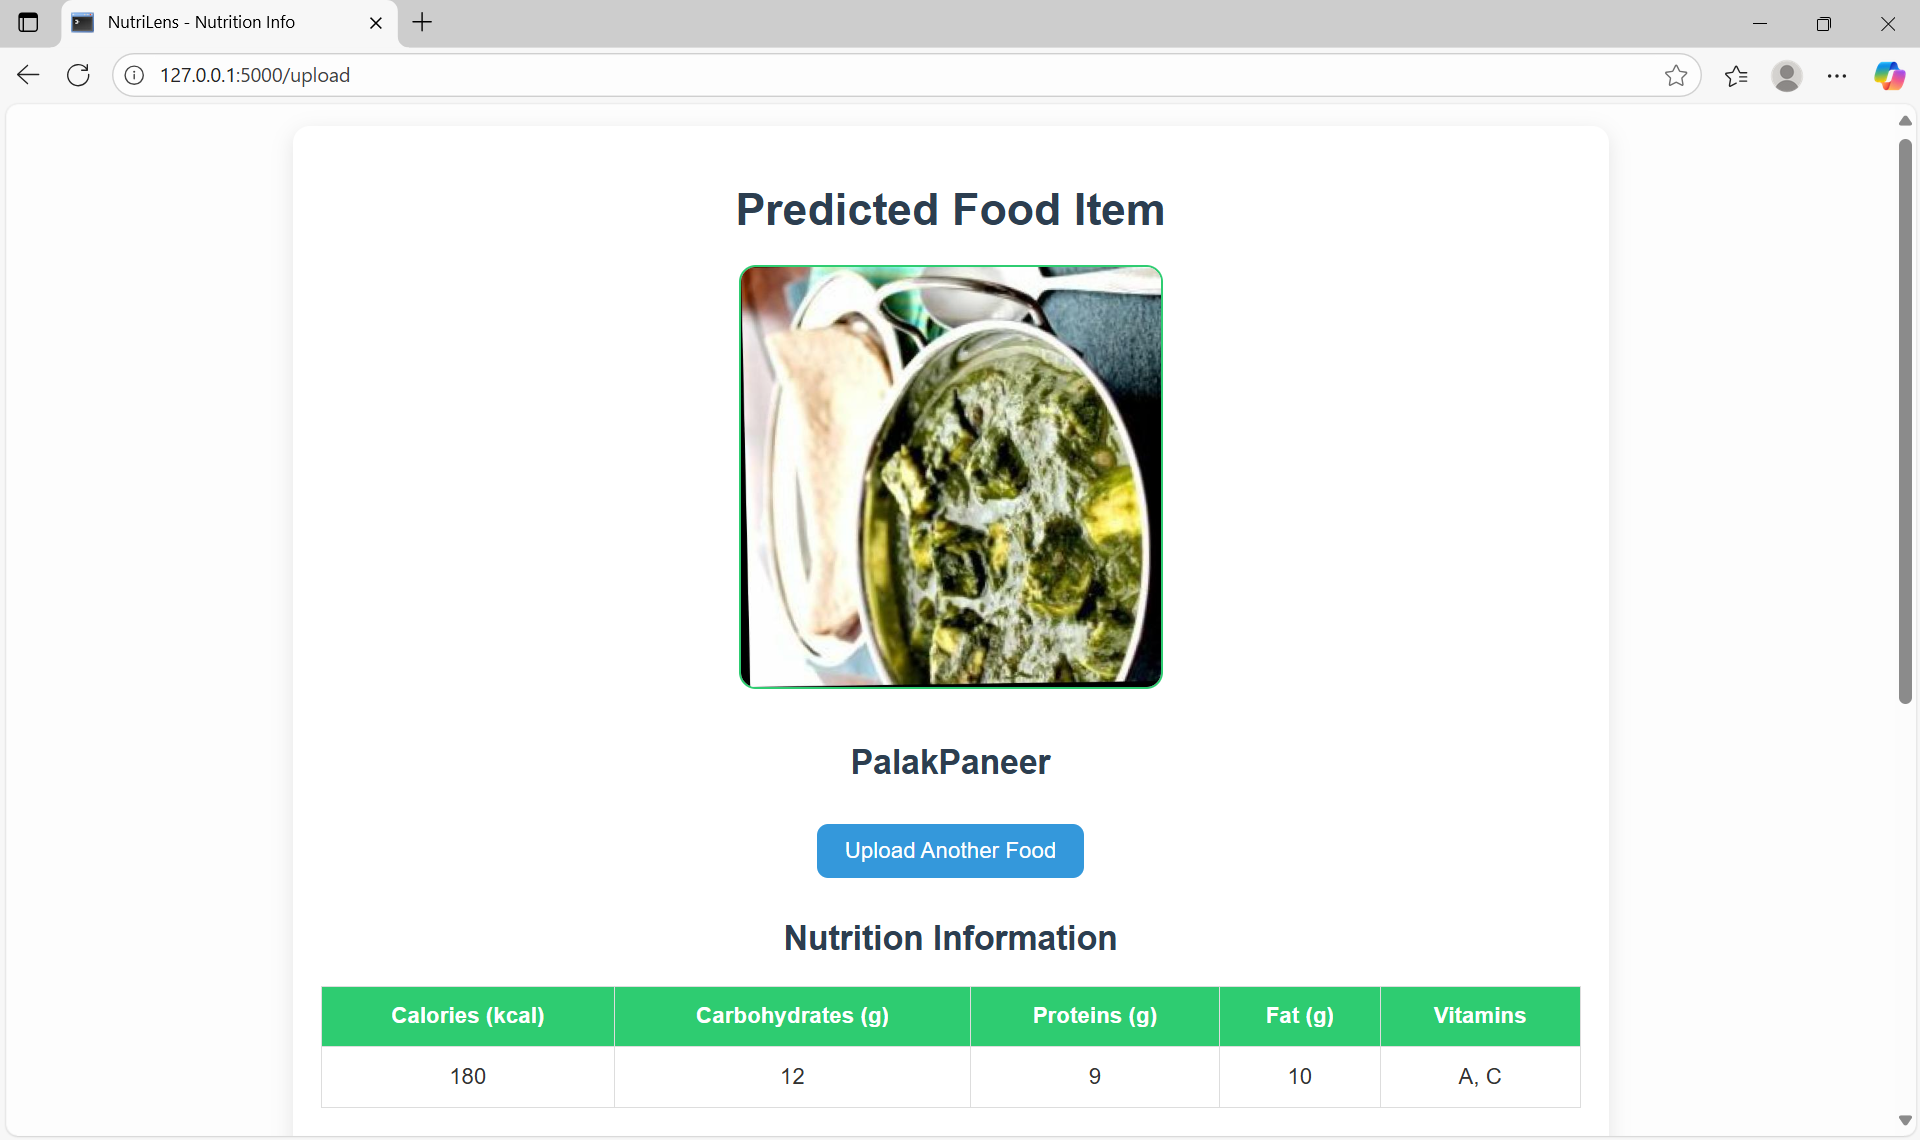 NutriLens - Nutrition Info
127.0.0.1:5000/upload
Predicted Food Item
PalakPaneer
Upload Another Food
Nutrition Information
Calories (kcal) Carbohydrates (g) Proteins (g) Fat (g) Vitamins
180 12 9 10 A, C